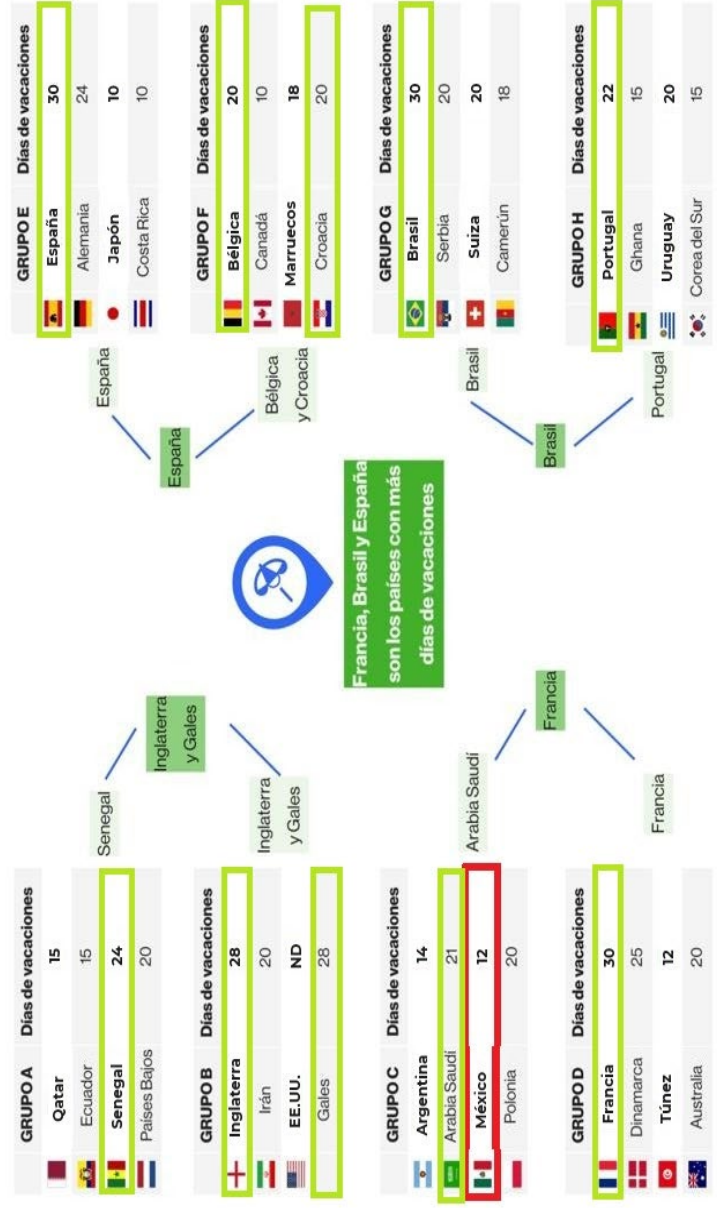 GRUPO A Días de vacaciones
Qatar 15
Ecuador 15
Senegal 24
Países Bajos 20
GRUPO B Días de vacaciones
Inglaterra 28
Irán 20
EE.UU. ND
Gales 28
GRUPO C Días de vacaciones
Argentina 14
Arabia Saudí 21
México 12
Polonia 20
GRUPO D Días de vacaciones
Francia 30
Dinamarca 25
Túnez 12
Australia 20
Senegal
Inglaterra
y Gales
Inglaterra
y Gales
Arabia Saudí
Francia
Francia
Francia, Brasil y España
son los países con más
días de vacaciones
España
España
Bélgica
y Croacia
Brasil
Brasil
Portugal
GRUPO E Días de vacaciones
España 30
Alemania 24
Japón 10
Costa Rica 10
GRUPO F Días de vacaciones
Bélgica 20
Canadá 10
Marruecos 18
Croacia 20
GRUPO G Días de vacaciones
Brasil 30
Serbia 20
Suiza 20
Camerún 18
GRUPO H Días de vacaciones
Portugal 22
Ghana 15
Uruguay 20
Corea del Sur 15